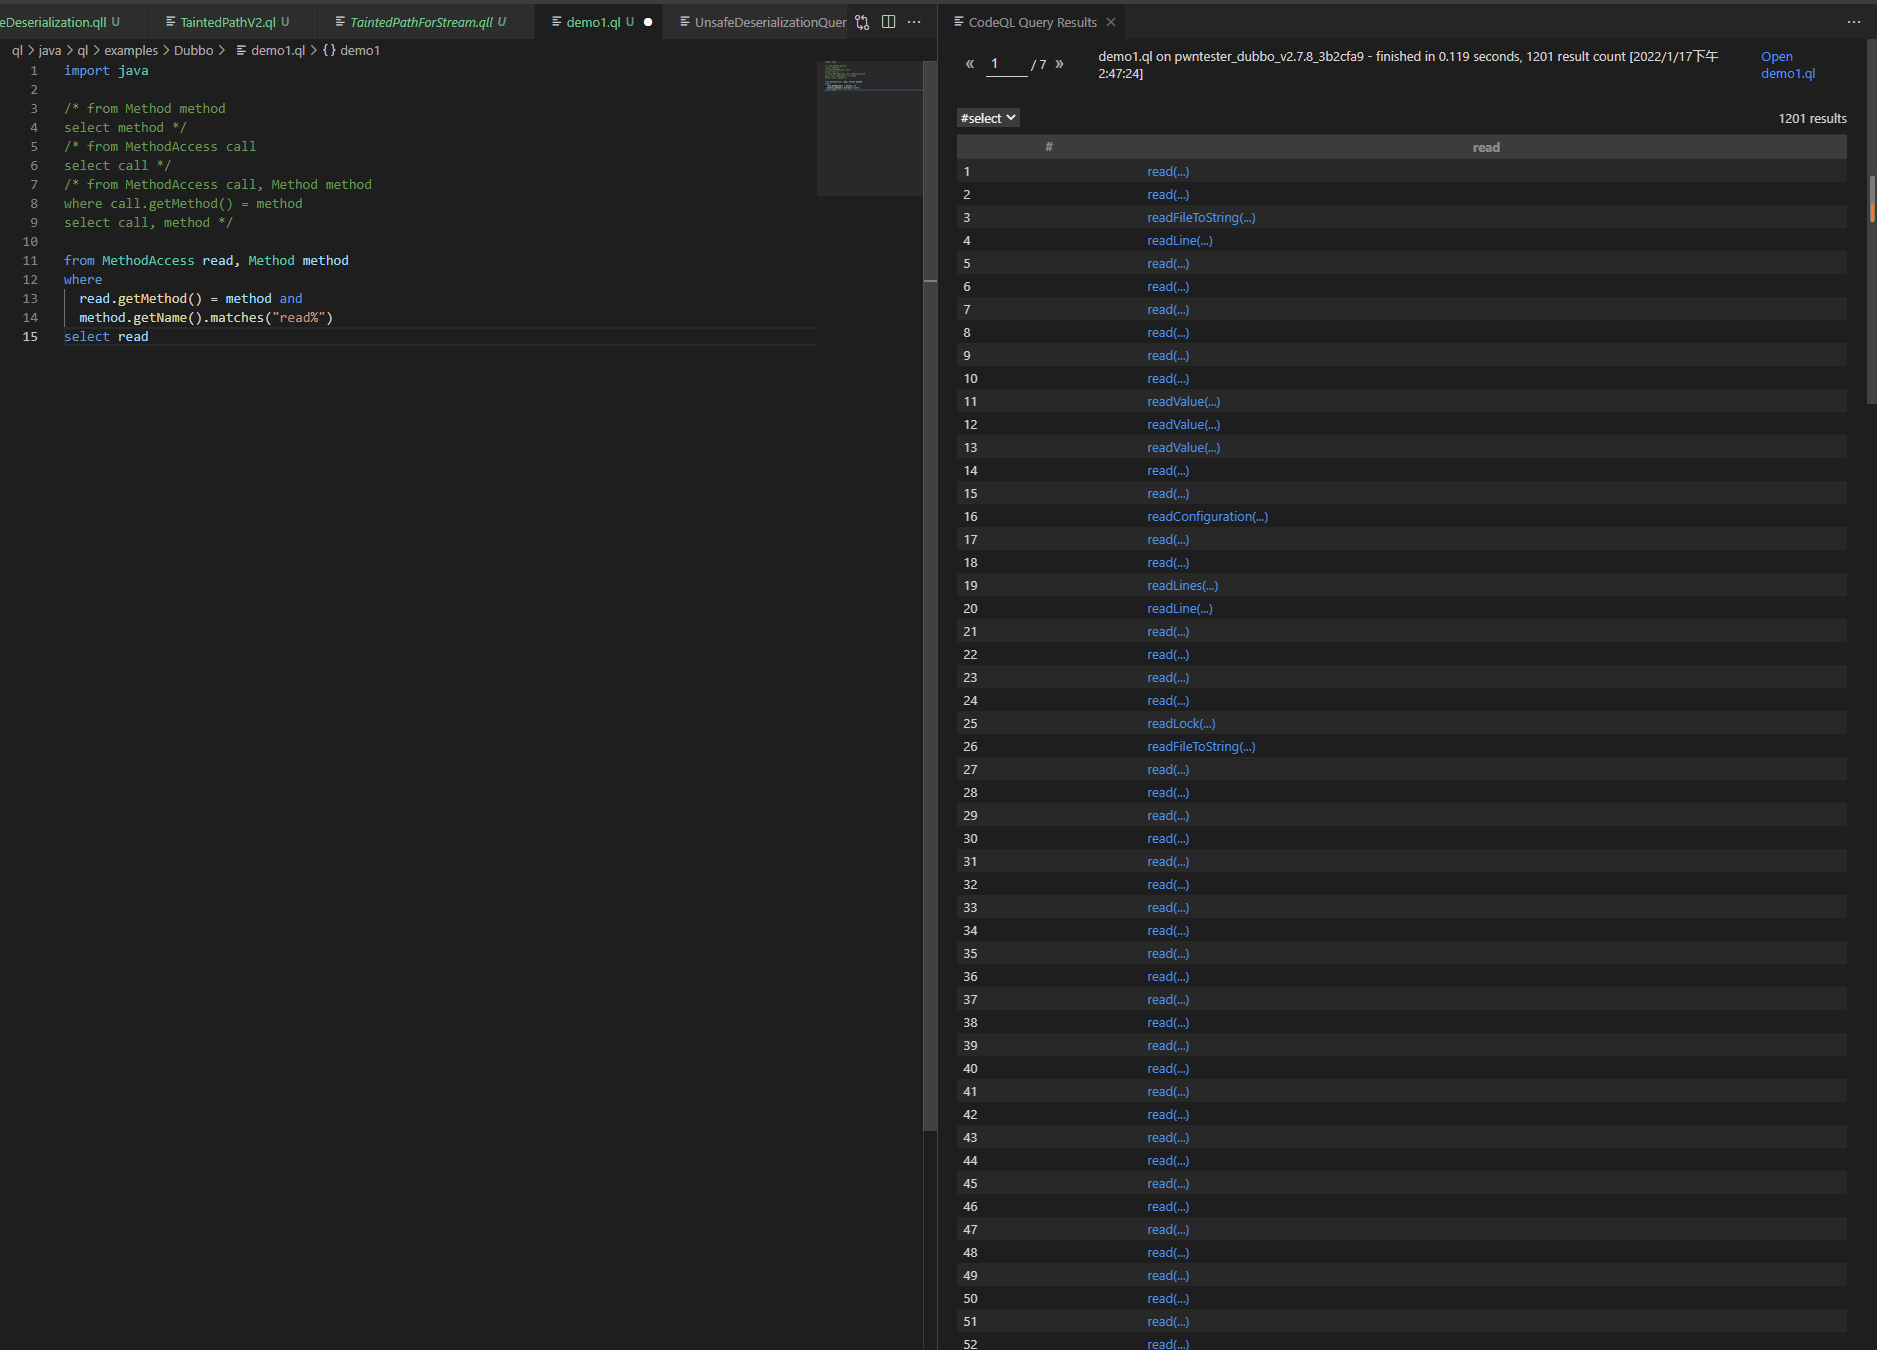 eDeserialization.qll U
TaintedPathV2.ql U
TaintedPathForStream.qll U
demo1.ql U
UnsafeDeserializationQuer
ql > java > ql > examples > Dubbo > demo1.ql > {} demo1
1 import java
2
3 /* from Method method
4 select method */
5 /* from MethodAccess call
6 select call */
7 /* from MethodAccess call, Method method
8 where call.getMethod() = method
9 select call, method */
10
11 from MethodAccess read, Method method
12 where
13 read.getMethod() = method and
14 method.getName().matches("read%")
15 select read
CodeQL Query Results
« 1 / 7 »
demo1.ql on pwntester_dubbo_v2.7.8_3b2cfa9 - finished in 0.119 seconds, 1201 result count [2022/1/17下午
2:47:24]
Open
demo1.ql
#select
1201 results
# read
1 read(...)
2 read(...)
3 readFileToString(...)
4 readLine(...)
5 read(...)
6 read(...)
7 read(...)
8 read(...)
9 read(...)
10 read(...)
11 readValue(...)
12 readValue(...)
13 readValue(...)
14 read(...)
15 read(...)
16 readConfiguration(...)
17 read(...)
18 read(...)
19 readLines(...)
20 readLine(...)
21 read(...)
22 read(...)
23 read(...)
24 read(...)
25 readLock(...)
26 readFileToString(...)
27 read(...)
28 read(...)
29 read(...)
30 read(...)
31 read(...)
32 read(...)
33 read(...)
34 read(...)
35 read(...)
36 read(...)
37 read(...)
38 read(...)
39 read(...)
40 read(...)
41 read(...)
42 read(...)
43 read(...)
44 read(...)
45 read(...)
46 read(...)
47 read(...)
48 read(...)
49 read(...)
50 read(...)
51 read(...)
52 read(...)